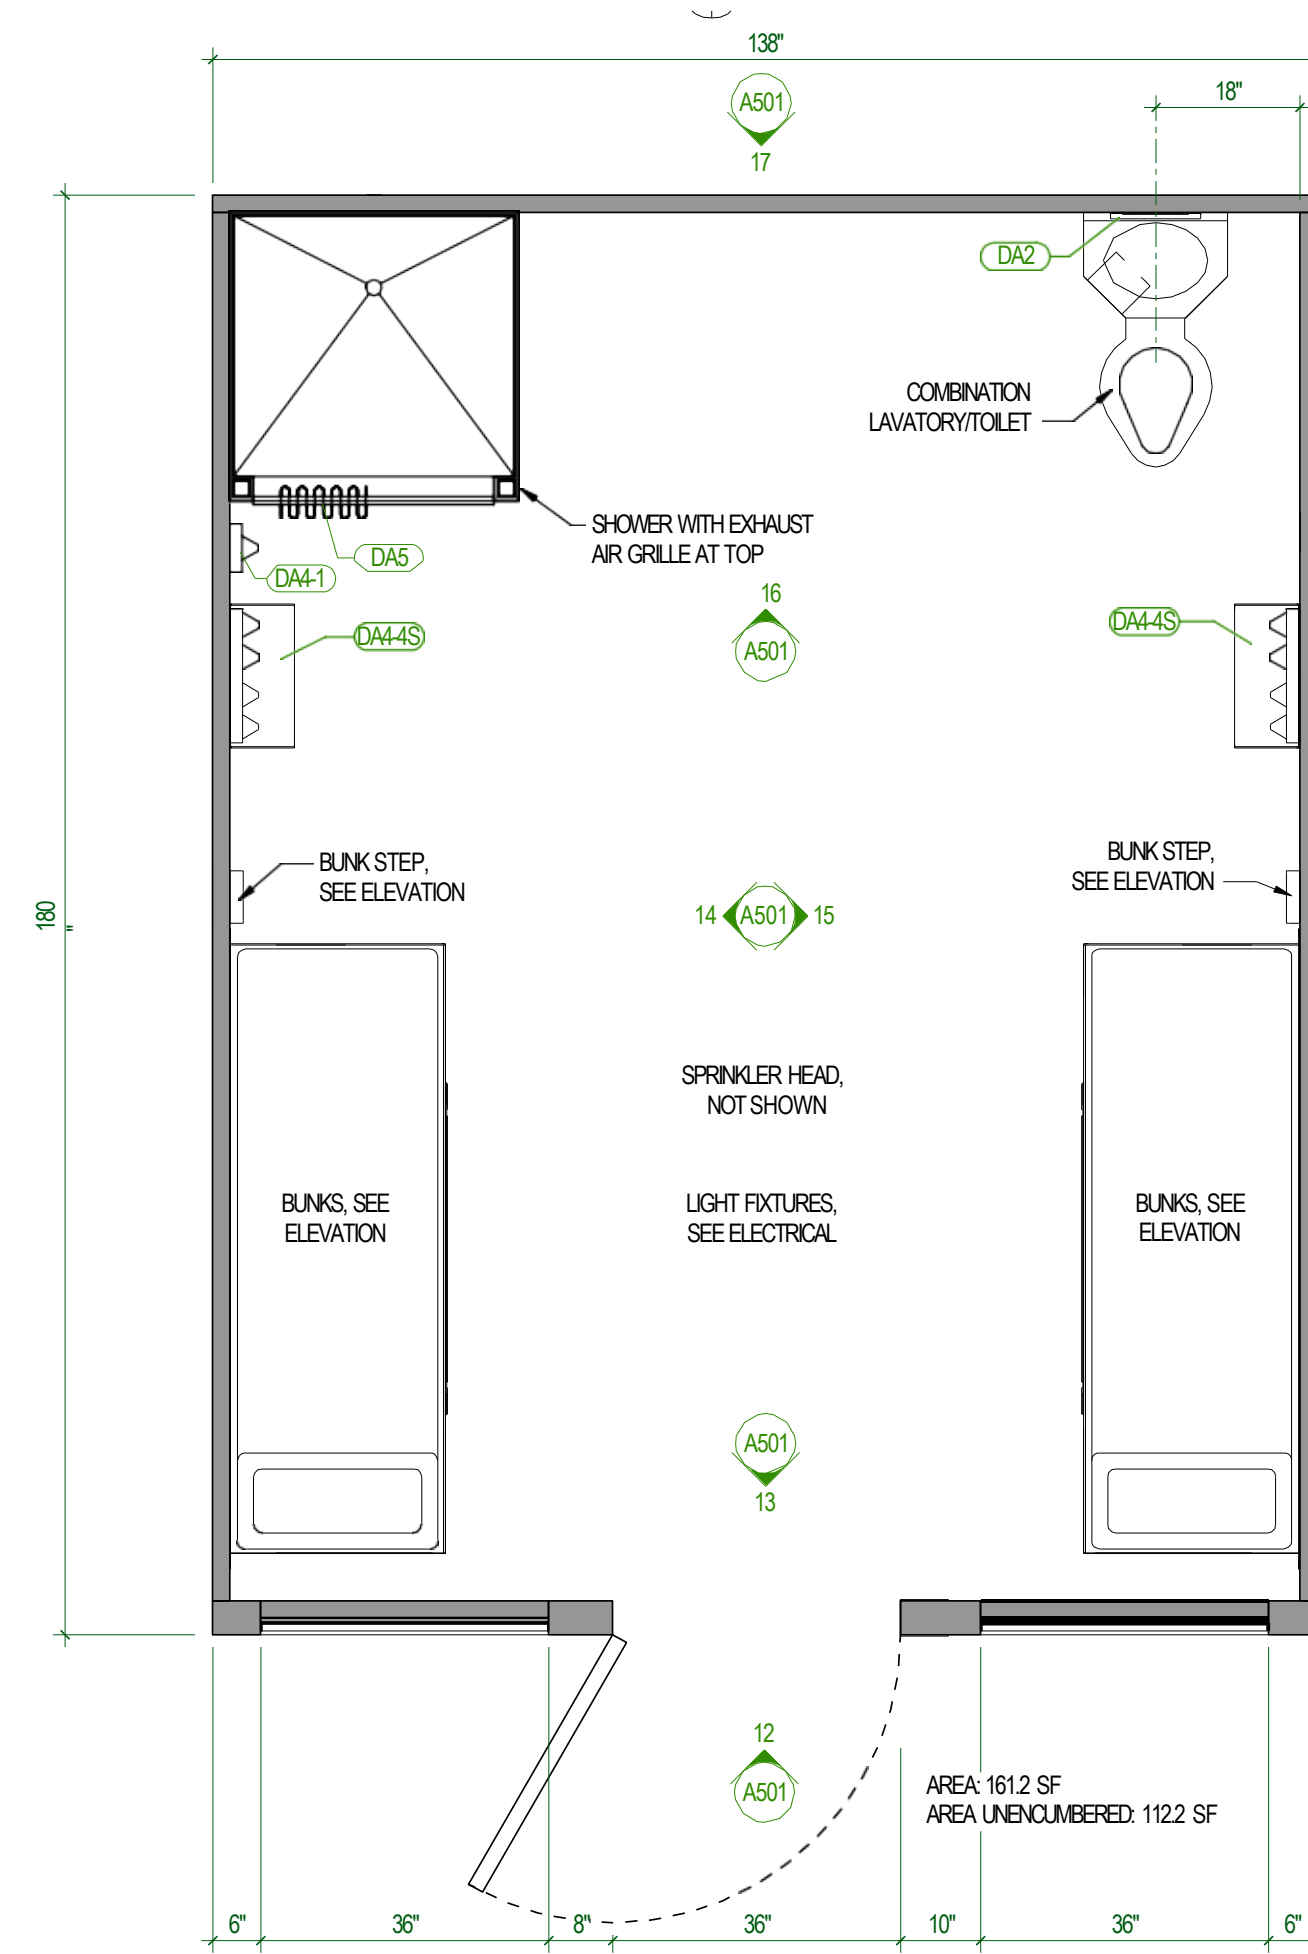 138"
18"
A501
17
DA2
COMBINATION
LAVATORY/TOILET
SHOWER WITH EXHAUST
AIR GRILLE AT TOP
DA5
DA4-1
16
A501
DA4-4S
DA4-4S
BUNK STEP,
SEE ELEVATION
BUNK STEP,
SEE ELEVATION
180"
14
A501
15
SPRINKLER HEAD,
NOT SHOWN
BUNKS, SEE
ELEVATION
LIGHT FIXTURES,
SEE ELECTRICAL
BUNKS, SEE
ELEVATION
A501
13
12
A501
AREA: 161.2 SF
AREA UNENCUMBERED: 112.2 SF
6"
36"
8"
36"
10"
36"
6"